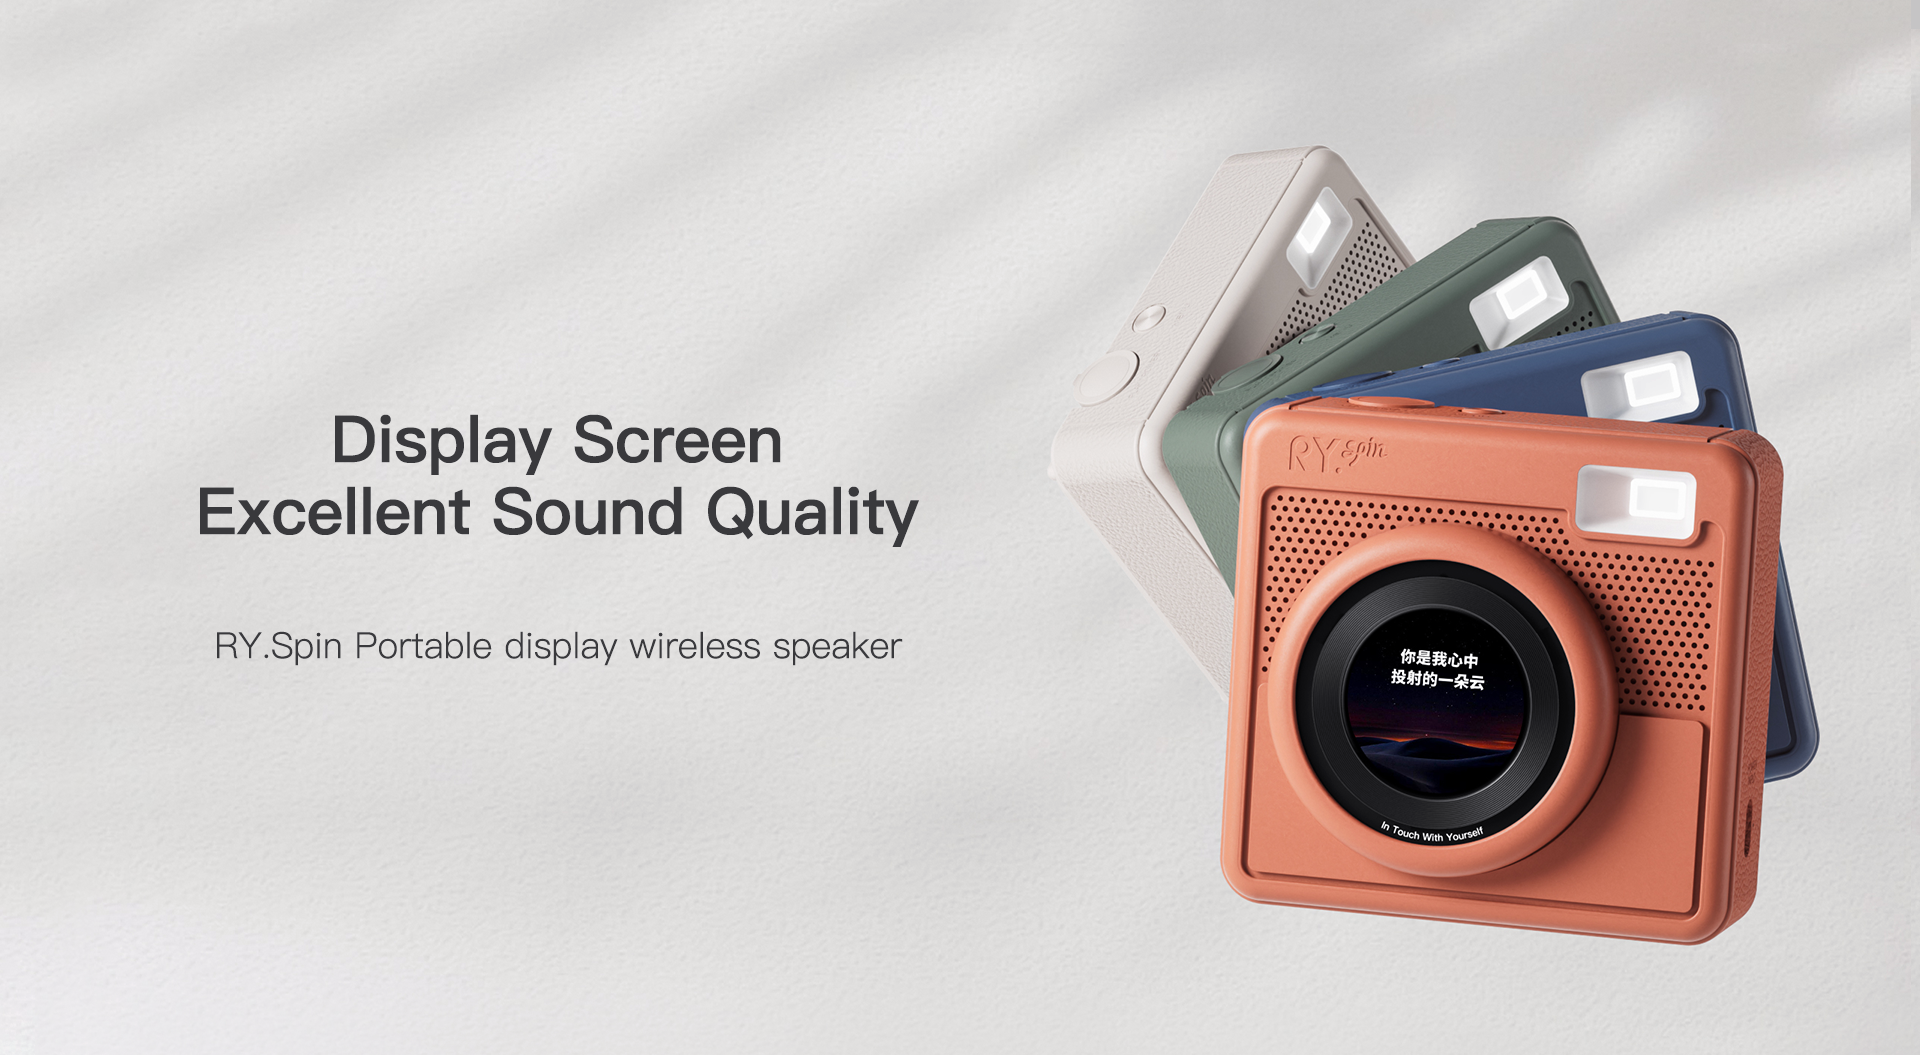 Display Screen
Excellent Sound Quality
RY.Spin Portable display wireless speaker
RY.Spin
你是我心中
投射的一朵云
In Touch With Yourself